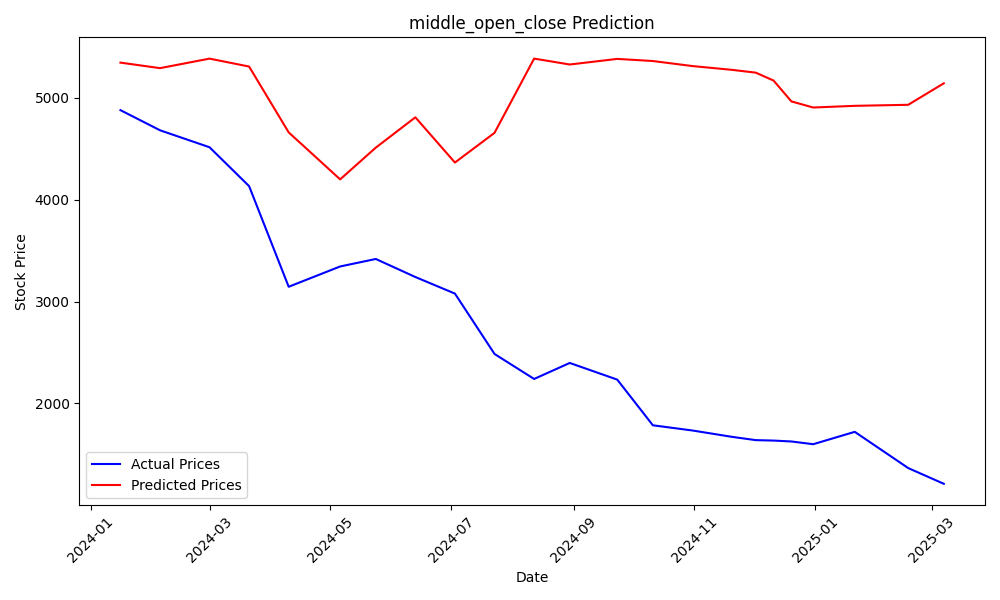 middle_open_close Prediction
Stock Price
5000
4000
3000
2000
Actual Prices
Predicted Prices
2024-01
2024-03
2024-05
2024-07
2024-09
2024-11
2025-01
2025-03
Date